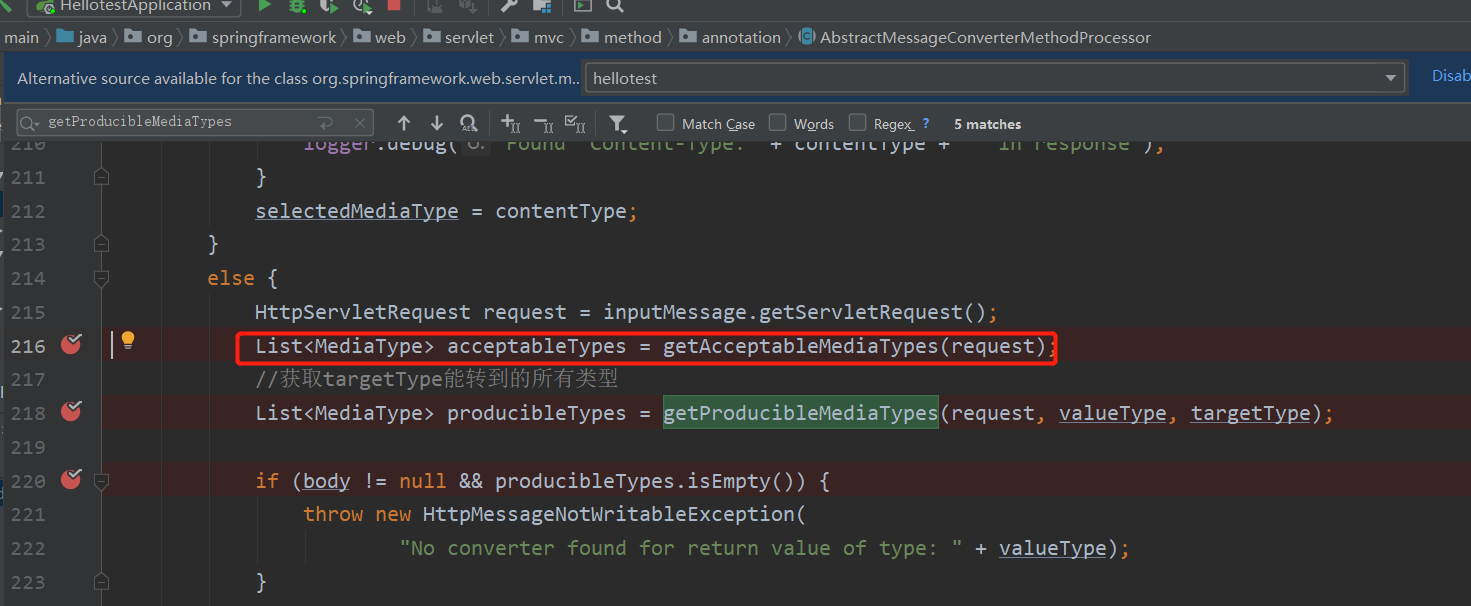 HellotestApplication
main java org springframework web servlet mvc method annotation AbstractMessageConverterMethodProcessor
Alternative source available for the class org.springframework.web.servlet.m.. hellotest Disab
getProducibleMediaTypes Match Case Words Regex ? 5 matches
210 logger.debug( "Found 'Content-Type:" + contentType + "' in response");
211 }
212 selectedMediaType = contentType;
213 }
214 else {
215 HttpServletRequest request = inputMessage.getServletRequest();
216 List<MediaType> acceptableTypes = getAcceptableMediaTypes(request);
217 //获取targetType能转到的所有类型
218 List<MediaType> producibleTypes = getProducibleMediaTypes(request, valueType, targetType);
219
220 if (body != null && producibleTypes.isEmpty()) {
221 throw new HttpMessageNotWritableException(
222 "No converter found for return value of type: " + valueType);
223 }